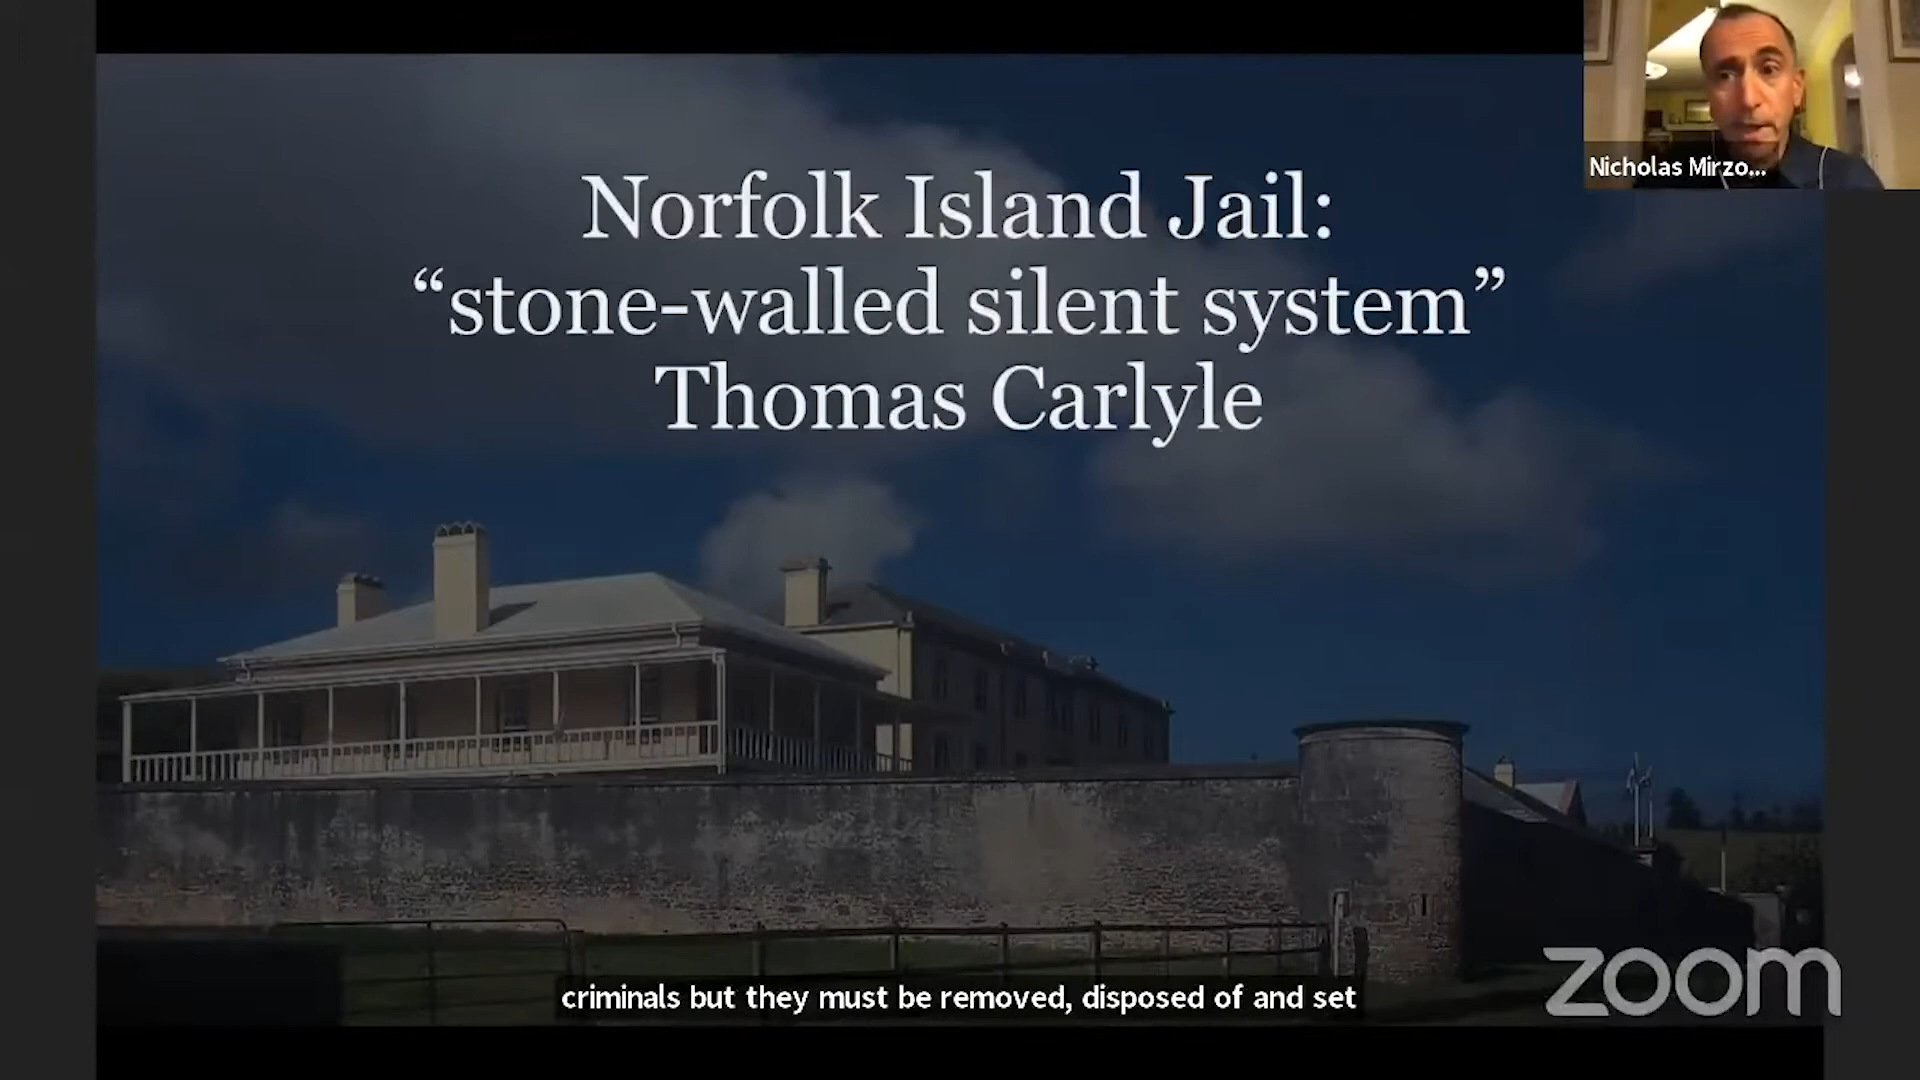 Nicholas Mirzo...
Norfolk Island Jail:
“stone-walled silent system”
Thomas Carlyle
zoom
criminals but they must be removed, disposed of and set